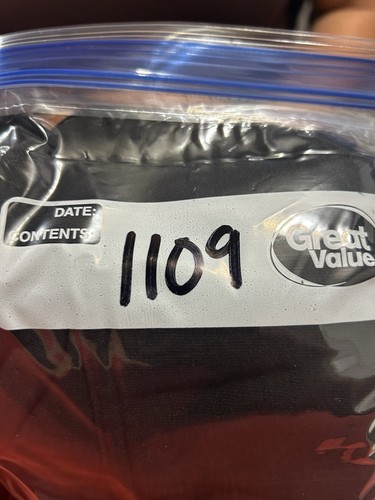 DATE:
CONTENTS:
1109
Great
Value